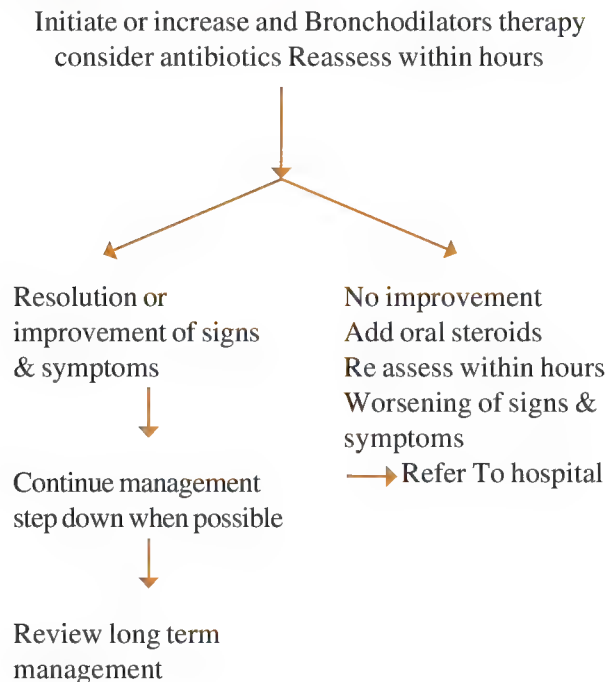 Initiate or increase and Bronchodilators therapy
consider antibiotics Reassess within hours
Resolution or
improvement of signs
& symptoms
Continue management
step down when possible
Review long term
management
No improvement
Add oral steroids
Re assess within hours
Worsening of signs &
symptoms
Refer To hospital